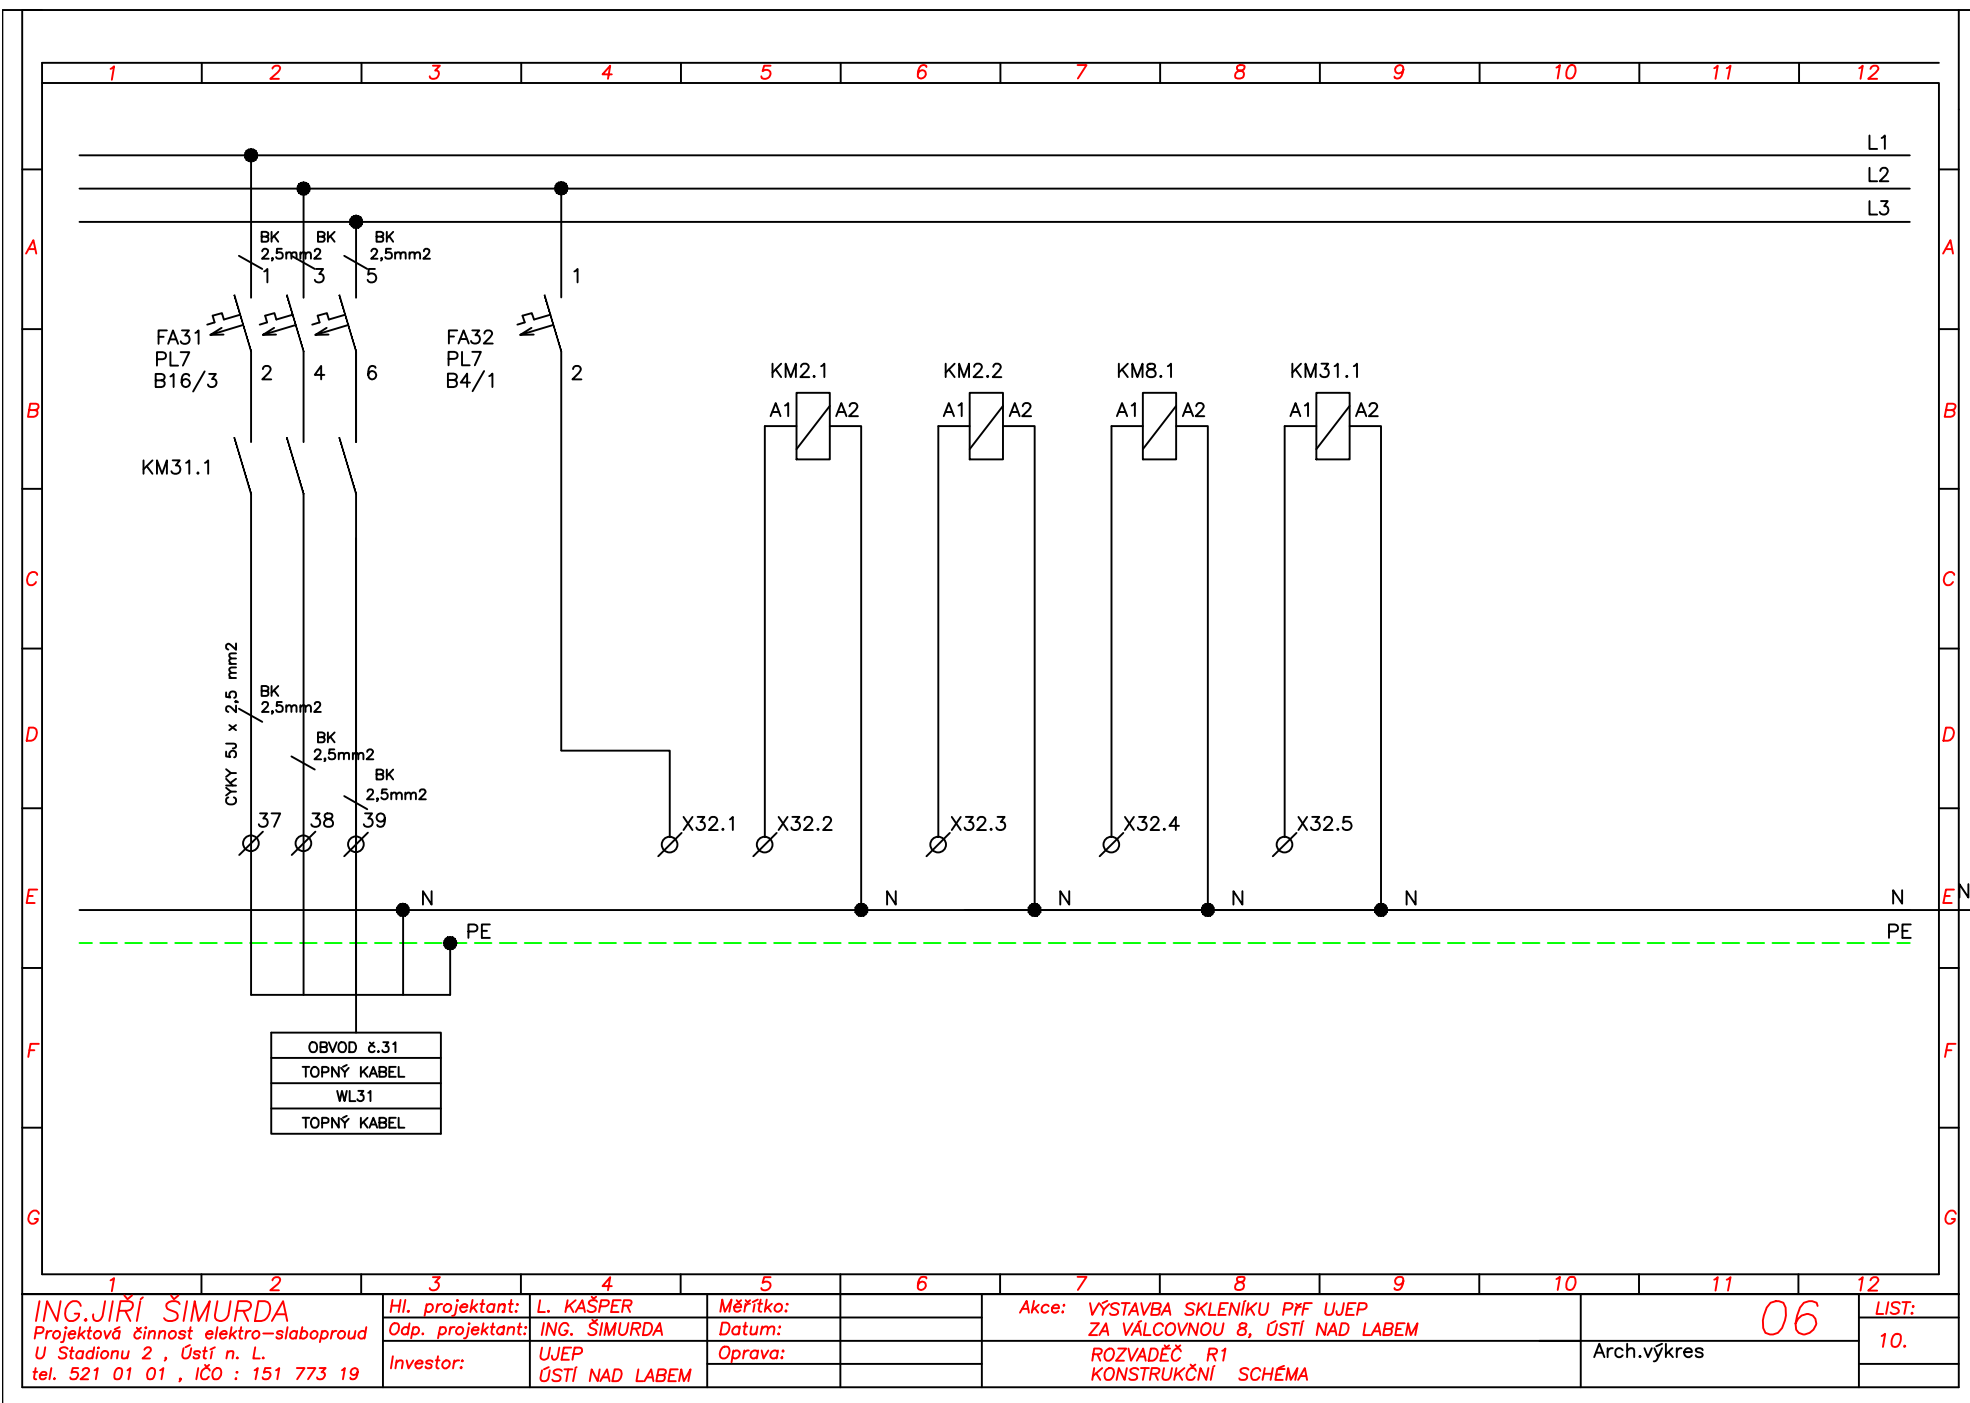 1 2 3 4 5 6 7 8 9 10 11 12
L1
L2
L3
A A
BK BK BK
2,5mm2 2,5mm2
1 3 5 1
FA31
PL7
B16/3
2 4 6
FA32
PL7
B4/1
2
KM2.1 KM2.2 KM8.1 KM31.1
B A1 A2 A1 A2 A1 A2 A1 A2 B
KM31.1
C C
CYKY 5J x 2,5 mm2
BK
2,5mm2
D D
BK
2,5mm2
BK
2,5mm2
37 38 39 X32.1 X32.2 X32.3 X32.4 X32.5
E N N N N N N E N
PE PE
F F
OBVOD č.31
TOPNÝ KABEL
WL31
TOPNÝ KABEL
G G
1 2 3 4 5 6 7 8 9 10 11 12
ING.JIŘÍ ŠIMURDA
Projektová činnost elektro-slaboproud
U Stadionu 2 , Ústí n. L.
tel. 521 01 01 , IČO : 151 773 19
Hl. projektant: L. KAŠPER
Odp. projektant: ING. ŠIMURDA
Investor: UJEP
ÚSTÍ NAD LABEM
Měřítko:
Datum:
Oprava:
Akce: VÝSTAVBA SKLENÍKU PřF UJEP
ZA VÁLCOVNOU 8, ÚSTÍ NAD LABEM
ROZVADĚČ R1
KONSTRUKČNÍ SCHÉMA
06
Arch.výkres
LIST:
10.